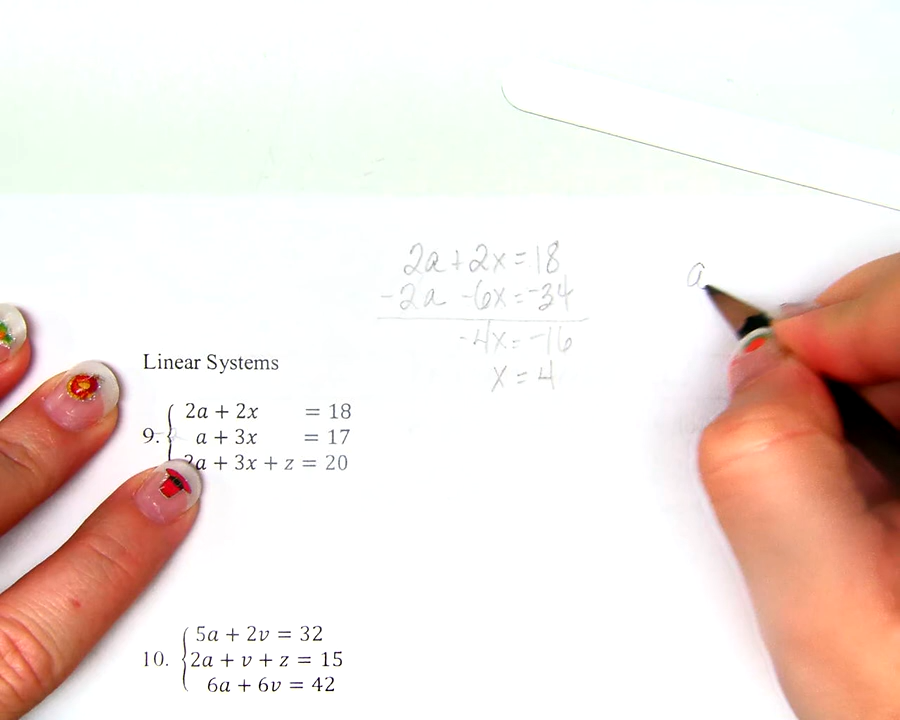 2a + 2x = 18
-2a -6x = -34
-4x = -16
x = 4
a
Linear Systems
9. { 2a + 2x = 18
a + 3x = 17
a + 3x + z = 20
10. { 5a + 2v = 32
2a + v + z = 15
6a + 6v = 42